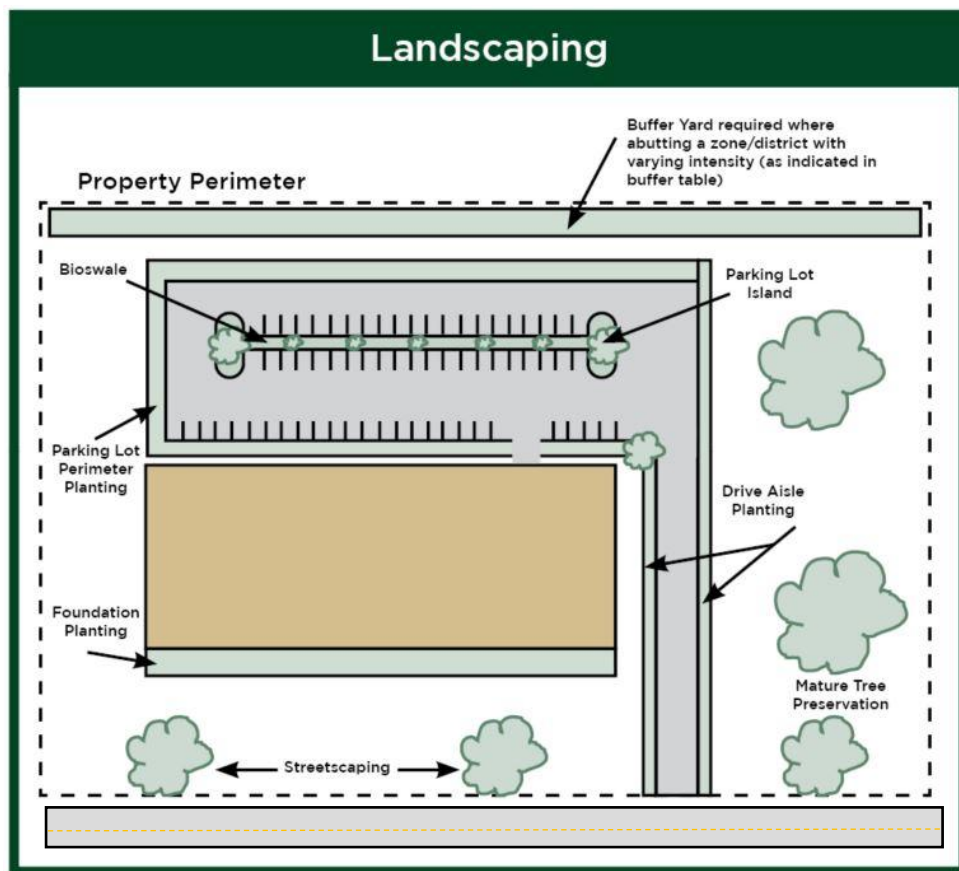 Landscaping
Buffer Yard required where
abutting a zone/district with
varying intensity (as indicated in
buffer table)
Property Perimeter
Bioswale
Parking Lot
Island
Parking Lot
Perimeter
Planting
Drive Aisle
Planting
Foundation
Planting
Mature Tree
Preservation
Streetscaping